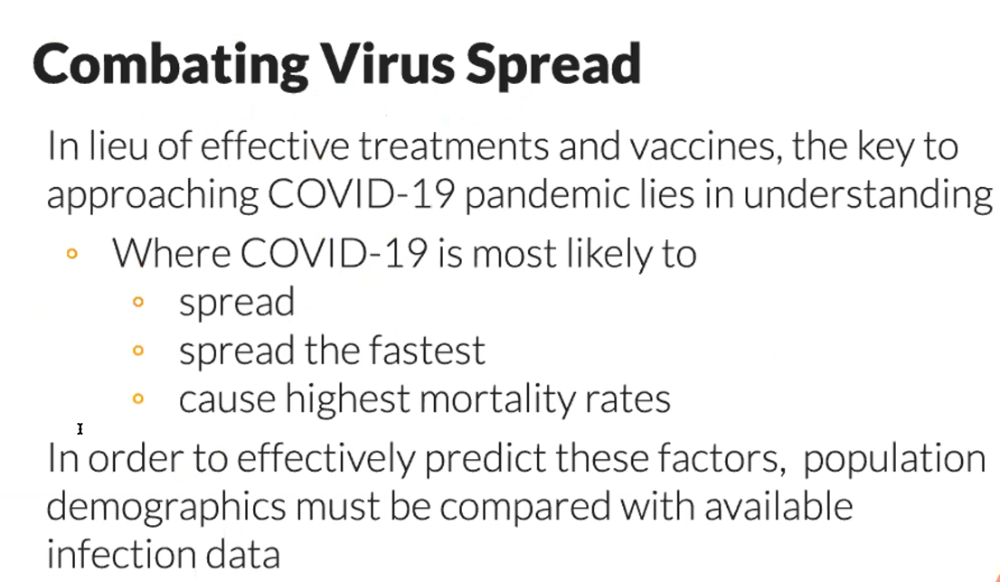 Combating Virus Spread
In lieu of effective treatments and vaccines, the key to
approaching COVID-19 pandemic lies in understanding
Where COVID-19 is most likely to
spread
spread the fastest
cause highest mortality rates
In order to effectively predict these factors, population
demographics must be compared with available
infection data